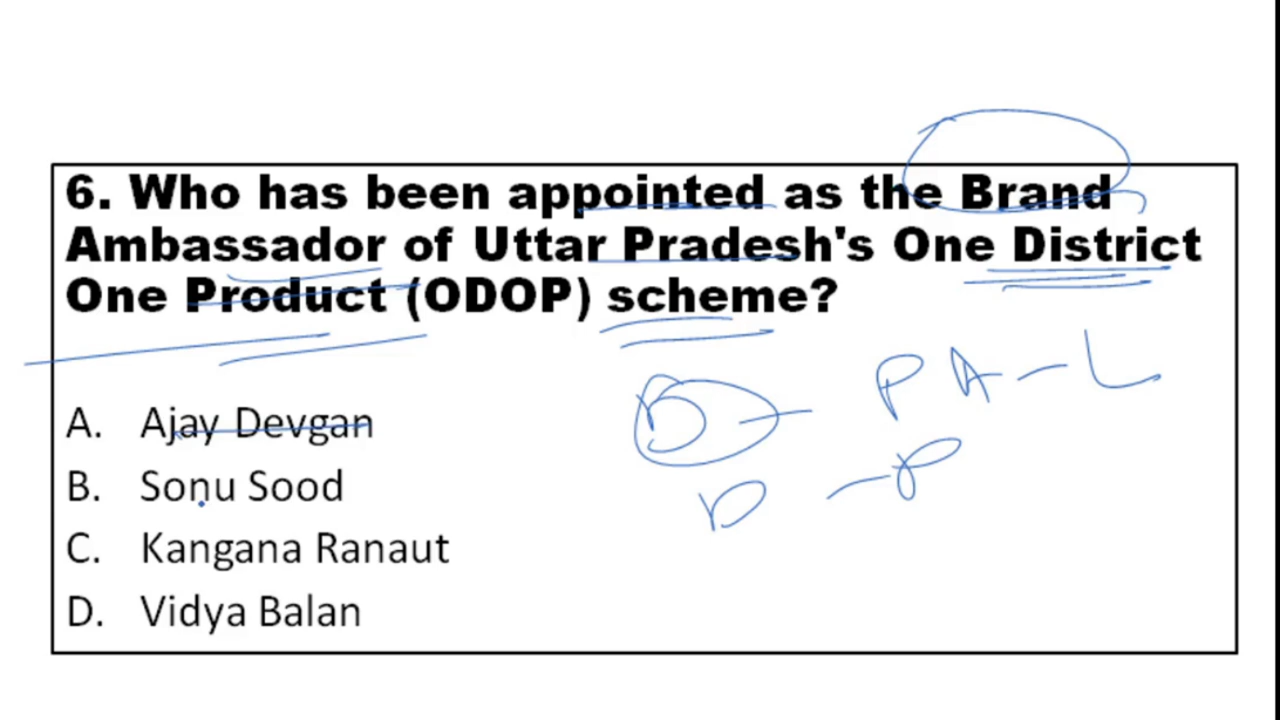 6. Who has been appointed as the Brand
Ambassador of Uttar Pradesh's One District
One Product (ODOP) scheme?
A. Ajay Devgan
B. Sonu Sood
C. Kangana Ranaut
D. Vidya Balan
PA-L
D-P